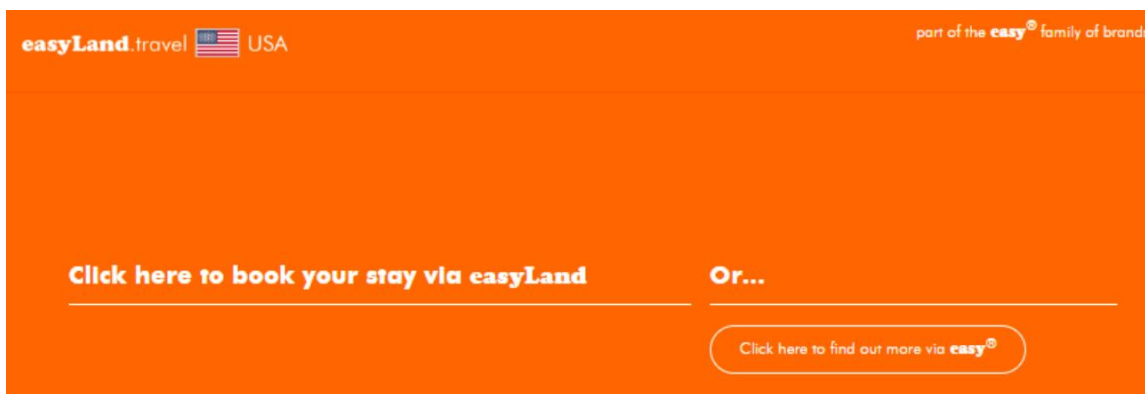 easyLand.travel USA
part of the easy® family of brands
Click here to book your stay via easyLand
Or...
Click here to find out more via easy®